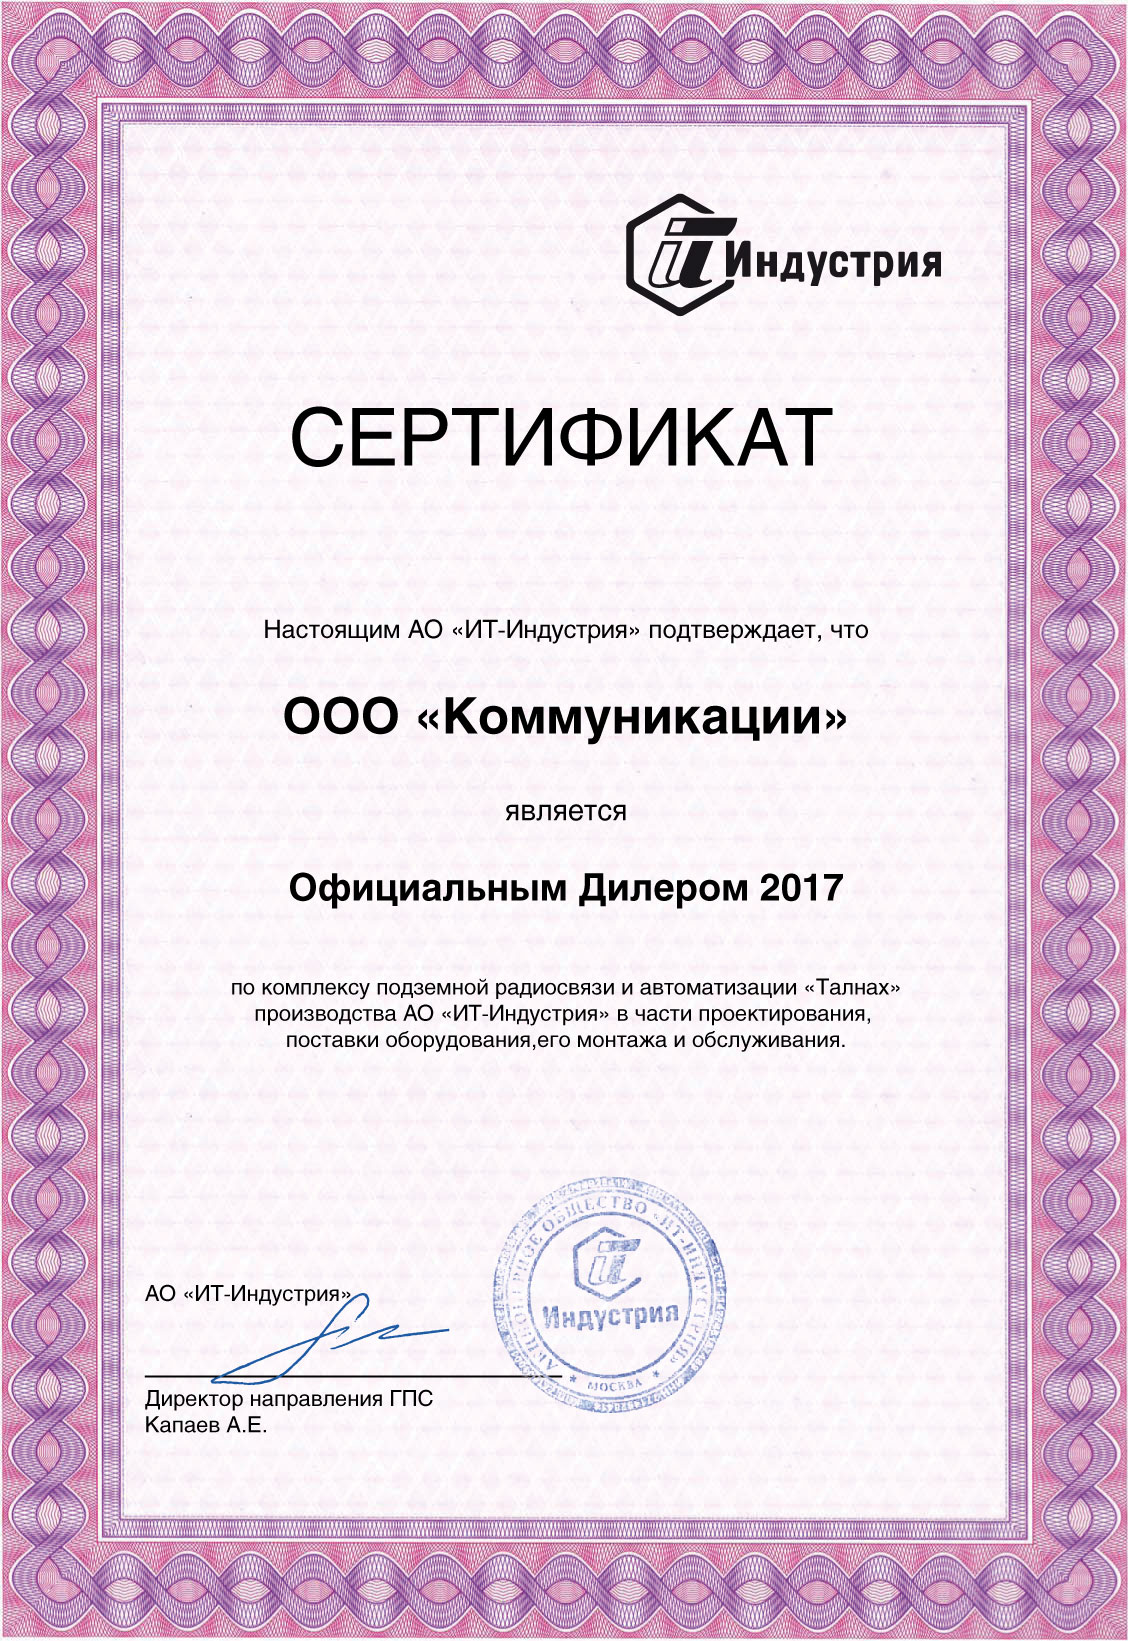 iT Индустрия
СЕРТИФИКАТ
Настоящим АО «ИТ-Индустрия» подтверждает, что
ООО «Коммуникации»
является
Официальным Дилером 2017
по комплексу подземной радиосвязи и автоматизации «Талнах»
производства АО «ИТ-Индустрия» в части проектирования,
поставки оборудования,его монтажа и обслуживания.
АО «ИТ-Индустрия»
Директор направления ГПС
Капаев А.Е.
АКЦИОНЕРНОЕ ОБЩЕСТВО «ИТ-ИНДУСТРИЯ»
iT
Индустрия
* МОСКВА *